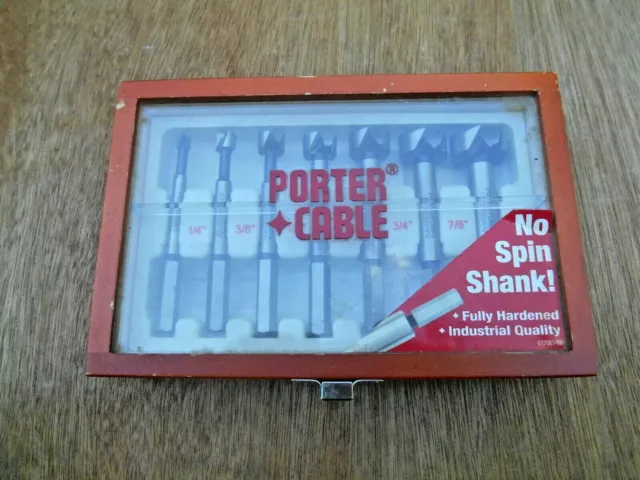 PORTER®
CABLE
1/4" 3/8" 3/4" 7/8"
No
Spin
Shank!
Fully Hardened
Industrial Quality